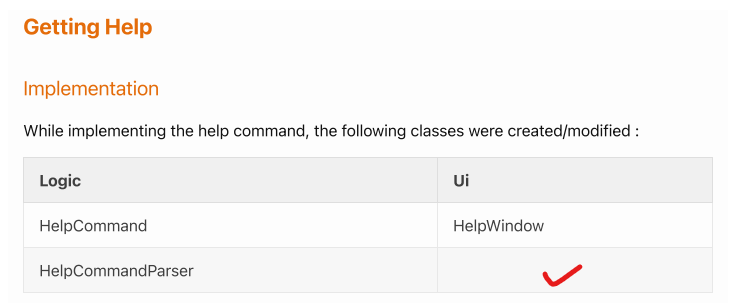 Getting Help
Implementation
While implementing the help command, the following classes were created/modified :
Logic Ui
HelpCommand HelpWindow
HelpCommandParser